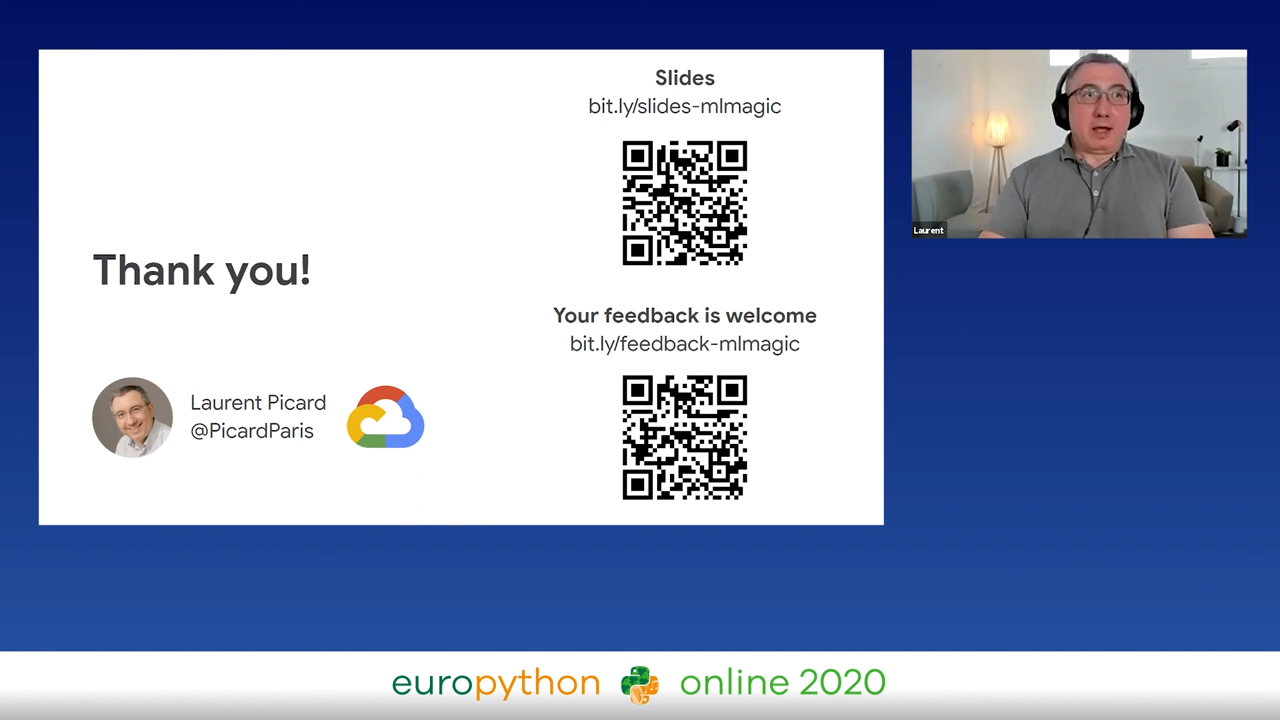 Thank you!
Laurent Picard
@PicardParis
Slides
bit.ly/slides-mlmagic
Your feedback is welcome
bit.ly/feedback-mlmagic
Laurent
europython online 2020